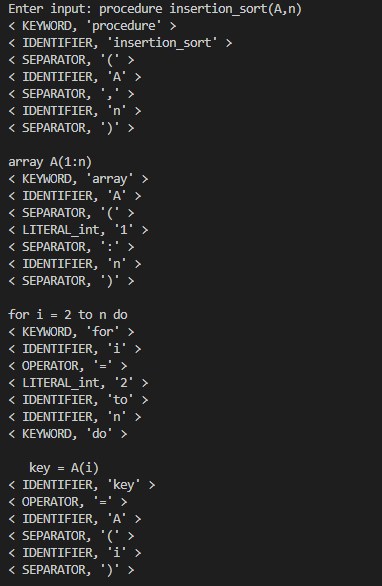 Enter input: procedure insertion_sort(A,n)
< KEYWORD, 'procedure' >
< IDENTIFIER, 'insertion_sort' >
< SEPARATOR, '(' >
< IDENTIFIER, 'A' >
< SEPARATOR, ',' >
< IDENTIFIER, 'n' >
< SEPARATOR, ')' >
array A(1:n)
< KEYWORD, 'array' >
< IDENTIFIER, 'A' >
< SEPARATOR, '(' >
< LITERAL_int, '1' >
< SEPARATOR, ':' >
< IDENTIFIER, 'n' >
< SEPARATOR, ')' >
for i = 2 to n do
< KEYWORD, 'for' >
< IDENTIFIER, 'i' >
< OPERATOR, '=' >
< LITERAL_int, '2' >
< IDENTIFIER, 'to' >
< IDENTIFIER, 'n' >
< KEYWORD, 'do' >
key = A(i)
< IDENTIFIER, 'key' >
< OPERATOR, '=' >
< IDENTIFIER, 'A' >
< SEPARATOR, '(' >
< IDENTIFIER, 'i' >
< SEPARATOR, ')' >